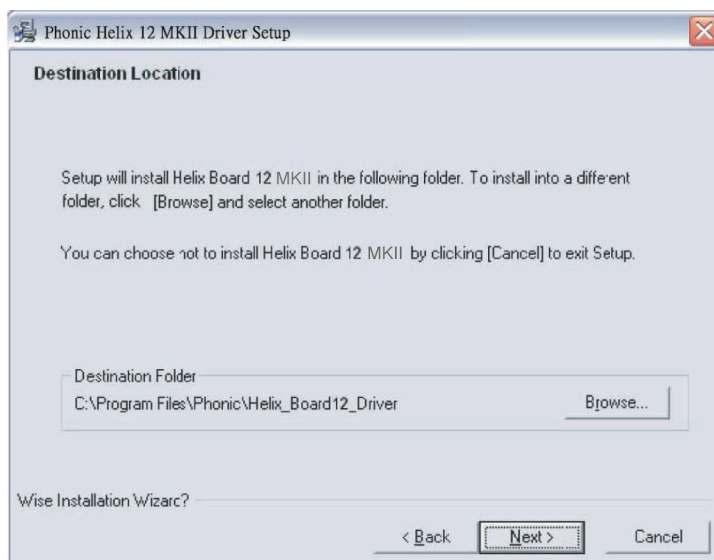 Phonic Helix 12 MKII Driver Setup
Destination Location
Setup will install Helix Board 12 MKII in the following folder. To install into a different
folder, click [Browse] and select another folder.
You can choose not to install Helix Board 12 MKII by clicking [Cancel] to exit Setup.
Destination Folder
C:\Program Files\Phonic\Helix_Board12_Driver
Browse...
Wise Installation Wizarc?
< Back Next > Cancel